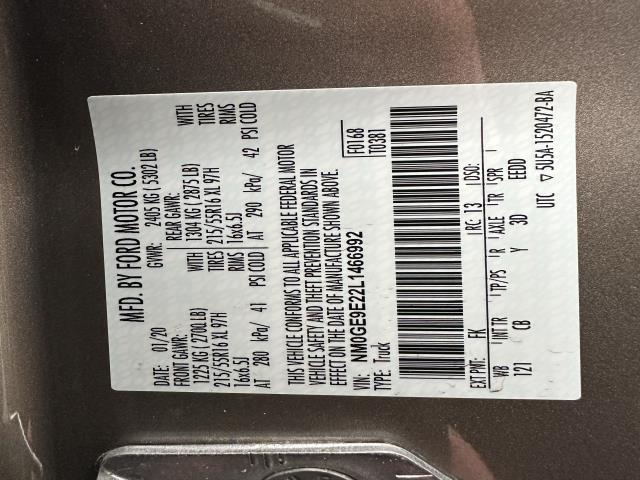 MFD. BY FORD MOTOR CO.
DATE: 01/20 GVWR: 2405 KG ( 5302 LB)
FRONT GAWR: REAR GAWR:
1225 KG ( 2700 LB) WITH 1304 KG ( 2875 LB) WITH
215/55R16 XL 97H TIRES 215/55R16 XL 97H TIRES
16x6.5J RIMS 16x6.5J RIMS
AT 280 kPa/ 41 PSI COLD AT 290 kPa/ 42 PSI COLD
THIS VEHICLE CONFORMS TO ALL APPLICABLE FEDERAL MOTOR
VEHICLE SAFETY AND THEFT PREVENTION STANDARDS IN
EFFECT ON THE DATE OF MANUFACTURE SHOWN ABOVE.
VIN: NM0GE9E22L1466992 F0168
TYPE: Truck T0381
EXT PNT: FK RC: 13 DSO:
WB INT TR TP/PS R AXLE TR SPR
121 CB Y 3D EEDD
UTC ▽ 5U5A-1520472-BA